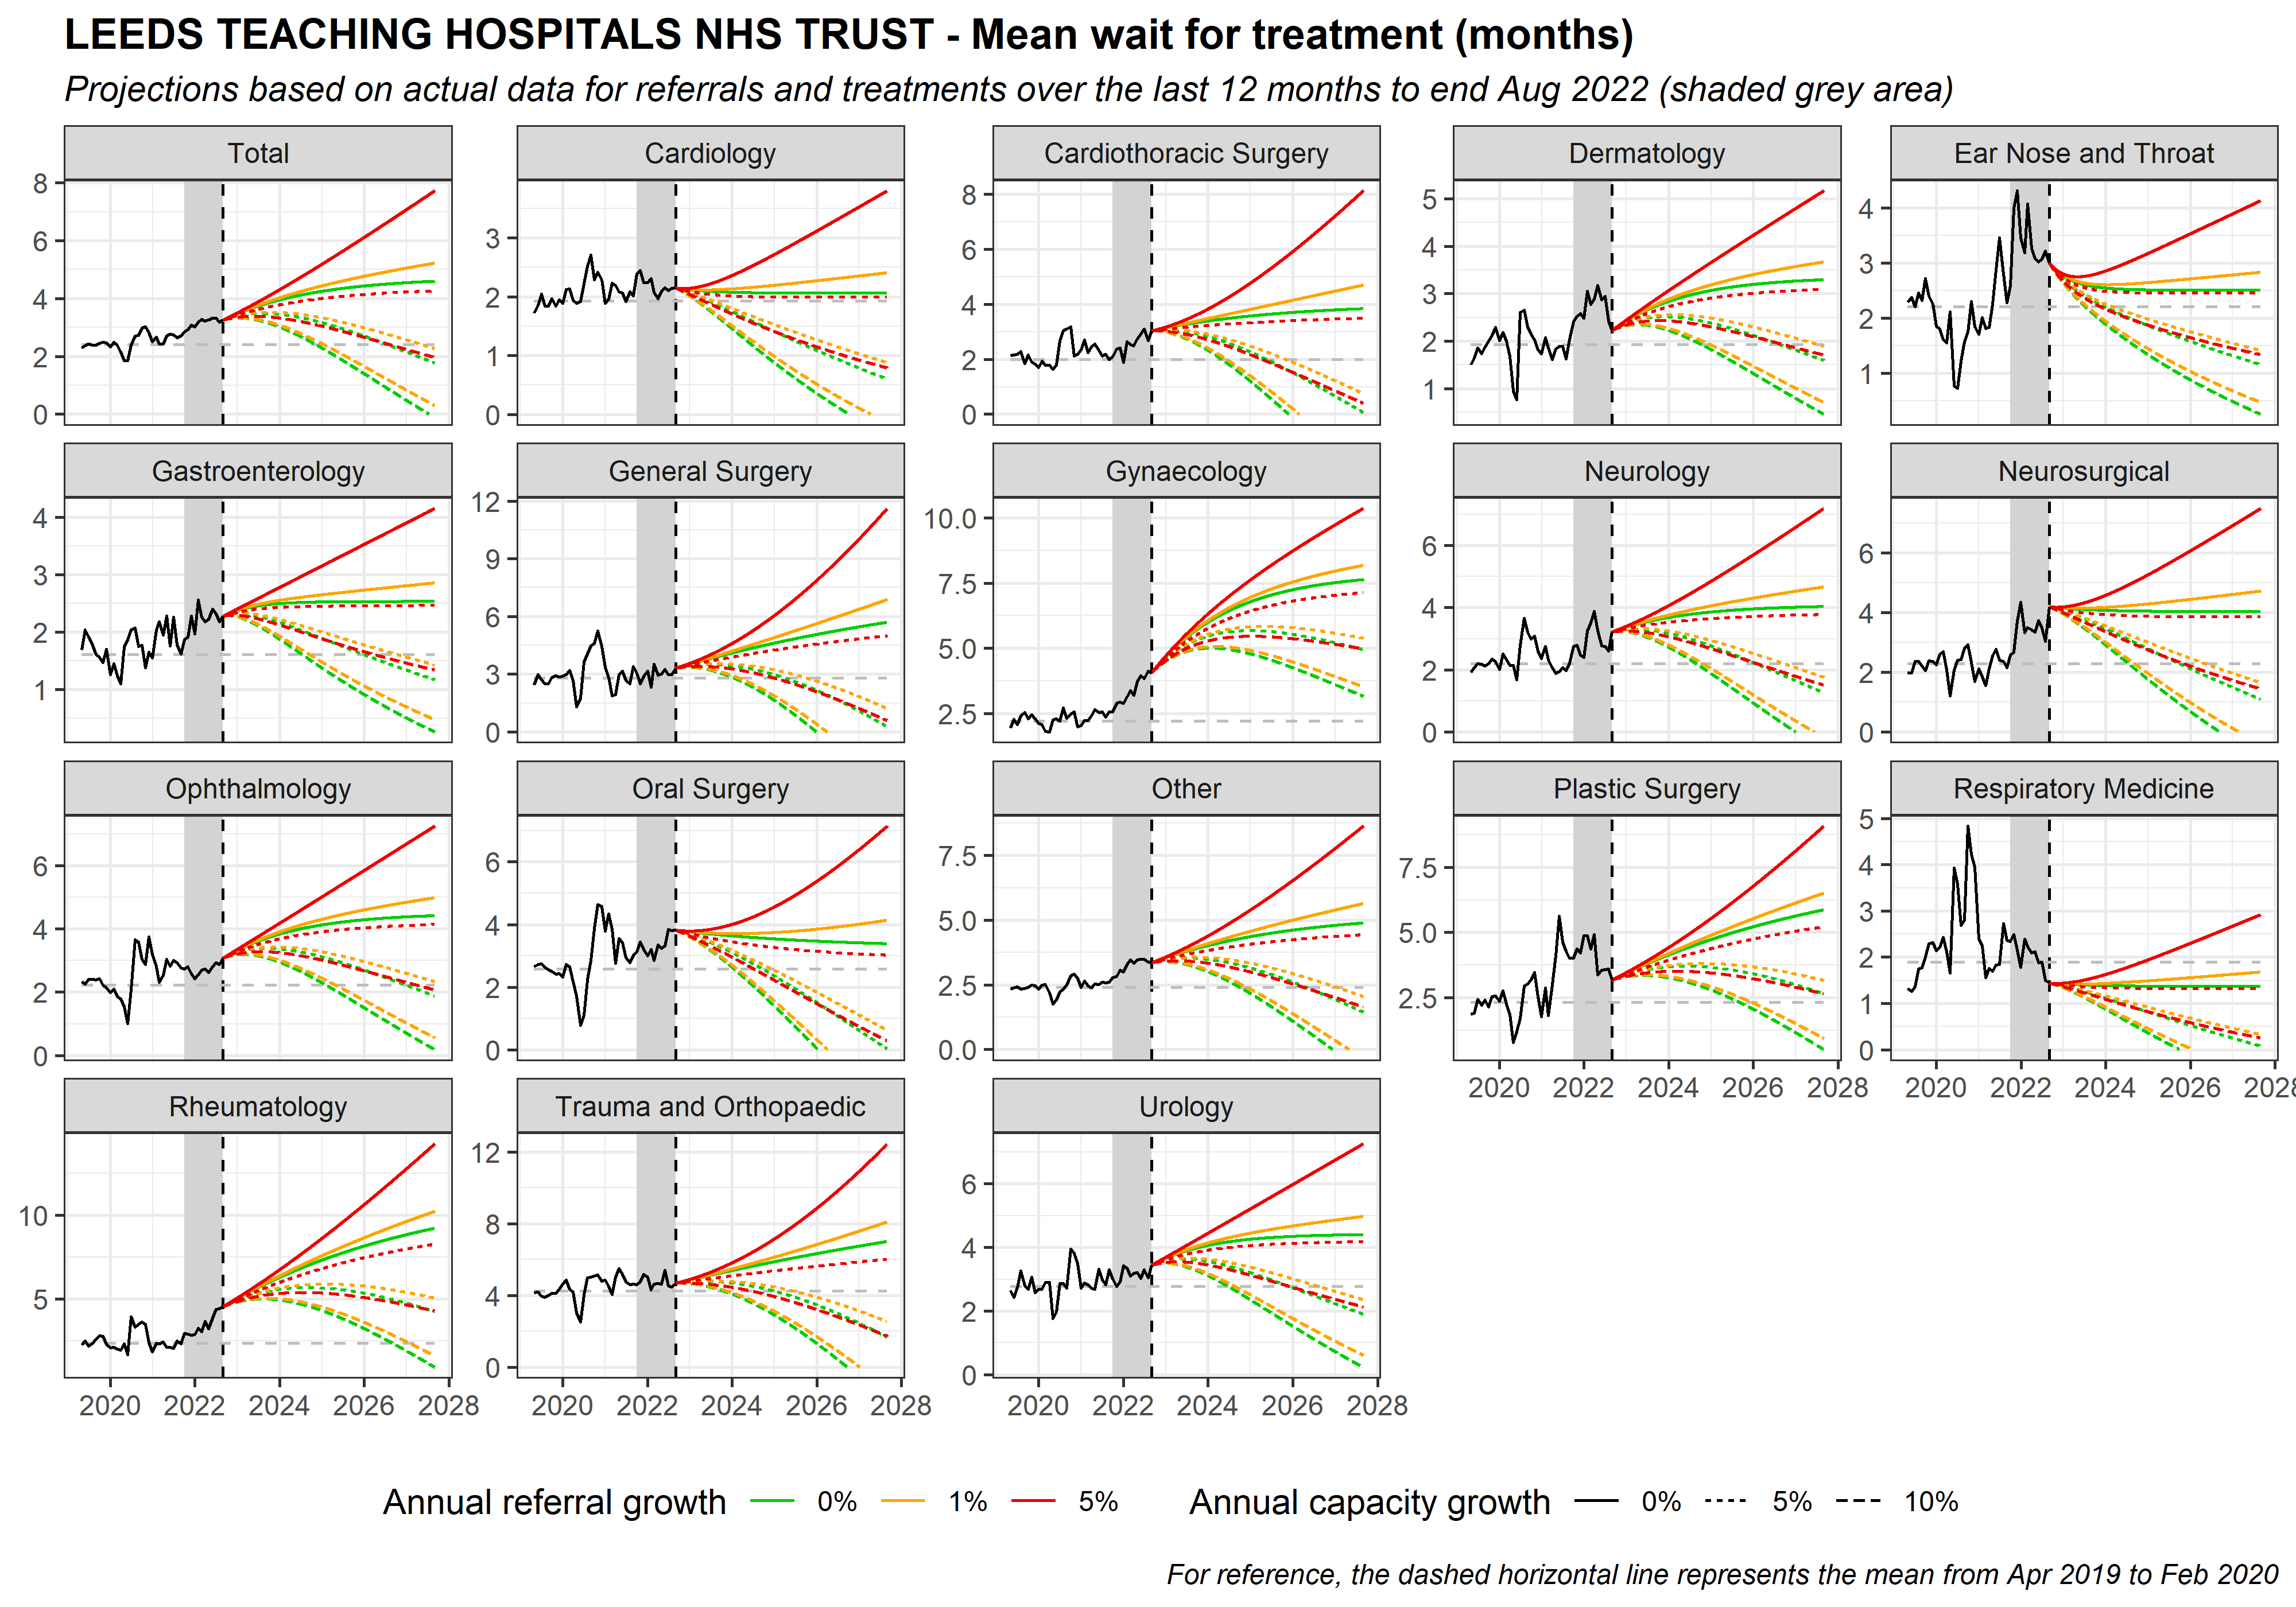 LEEDS TEACHING HOSPITALS NHS TRUST - Mean wait for treatment (months)
Projections based on actual data for referrals and treatments over the last 12 months to end Aug 2022 (shaded grey area)
Total
8
6
4
2
0
Cardiology
3
2
1
0
Cardiothoracic Surgery
8
6
4
2
0
Dermatology
5
4
3
2
1
Ear Nose and Throat
4
3
2
1
Gastroenterology
4
3
2
1
General Surgery
12
9
6
3
0
Gynaecology
10.0
7.5
5.0
2.5
Neurology
6
4
2
0
Neurosurgical
6
4
2
0
Ophthalmology
6
4
2
0
Oral Surgery
6
4
2
0
Other
7.5
5.0
2.5
0.0
Plastic Surgery
7.5
5.0
2.5
2020 2022 2024 2026 2028
Respiratory Medicine
5
4
3
2
1
0
2020 2022 2024 2026 2028
Rheumatology
10
5
2020 2022 2024 2026 2028
Trauma and Orthopaedic
12
8
4
0
2020 2022 2024 2026 2028
Urology
6
4
2
0
2020 2022 2024 2026 2028
Annual referral growth 0% 1% 5% Annual capacity growth 0% 5% 10%
For reference, the dashed horizontal line represents the mean from Apr 2019 to Feb 2020